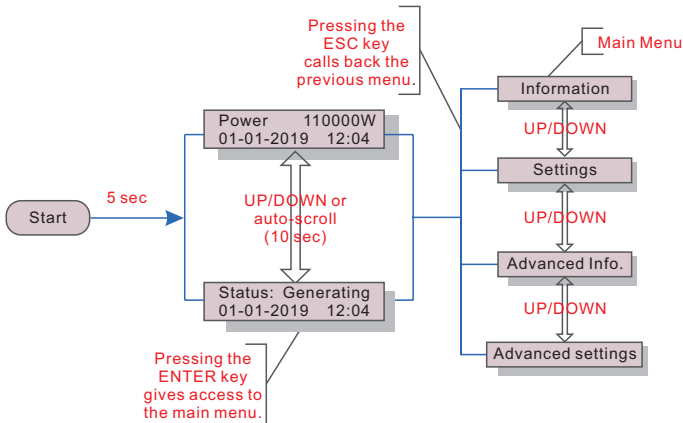 Pressing the
ESC key
calls back the
previous menu.
Main Menu
Information
UP/DOWN
Settings
UP/DOWN
Advanced Info.
UP/DOWN
Advanced settings
Power 110000W
01-01-2019 12:04
Start
5 sec
UP/DOWN or
auto-scroll
(10 sec)
Status: Generating
01-01-2019 12:04
Pressing the
ENTER key
gives access to
the main menu.